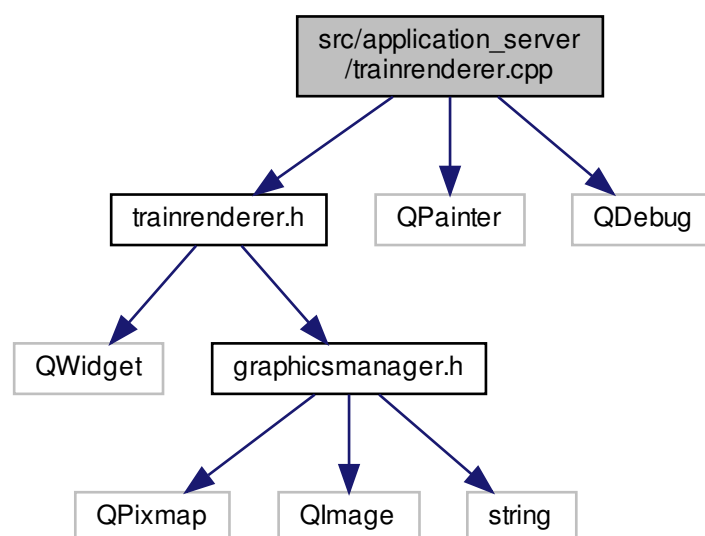 src/application_server
/trainrenderer.cpp
trainrenderer.h
QPainter
QDebug
QWidget
graphicsmanager.h
QPixmap
QImage
string